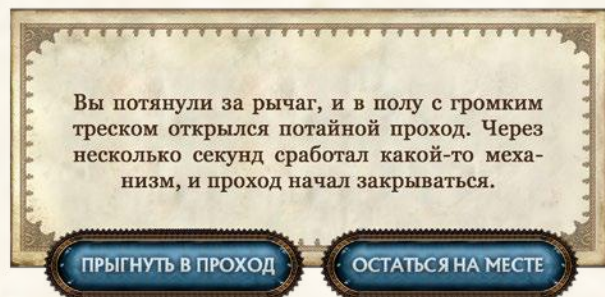 Вы потянули за рычаг, и в полу с громким
треском открылся потайной проход. Через
несколько секунд сработал какой-то меха-
низм, и проход начал закрываться.
ПРЫГНУТЬ В ПРОХОД
ОСТАТЬСЯ НА МЕСТЕ